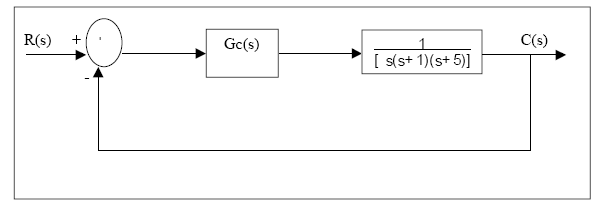 R(s) + Gc(s) 1 C(s)
[ s(s+1)(s+5)]
-